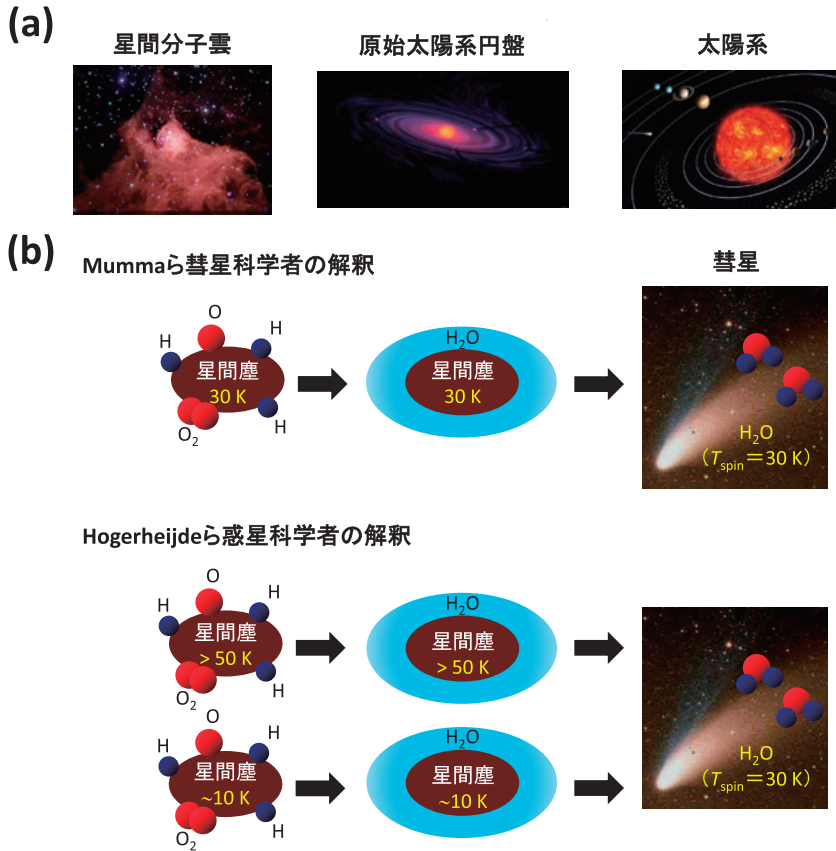 (a)
星間分子雲
原始太陽系円盤
太陽系
(b)
Mummaら彗星科学者の解釈
彗星
O
H
H
星間塵
30 K
O₂
H
H₂O
星間塵
30 K
H₂O
(Tspin=30 K)
Hogerheijdeら惑星科学者の解釈
O
H
H
星間塵
> 50 K
O₂
H
H₂O
星間塵
> 50 K
O
H
H
星間塵
~10 K
O₂
H
H₂O
星間塵
~10 K
H₂O
(Tspin=30 K)